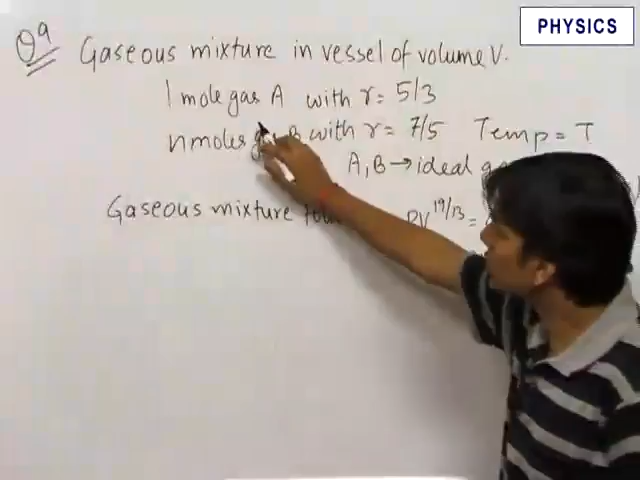 PHYSICS
Qⁿ Gaseous mixture in vessel of volume V.
1 mole gas A with r = 5/3
n moles B with r = 7/5 Temp = T
A, B → ideal
Gaseous mixture PV^19/13 =